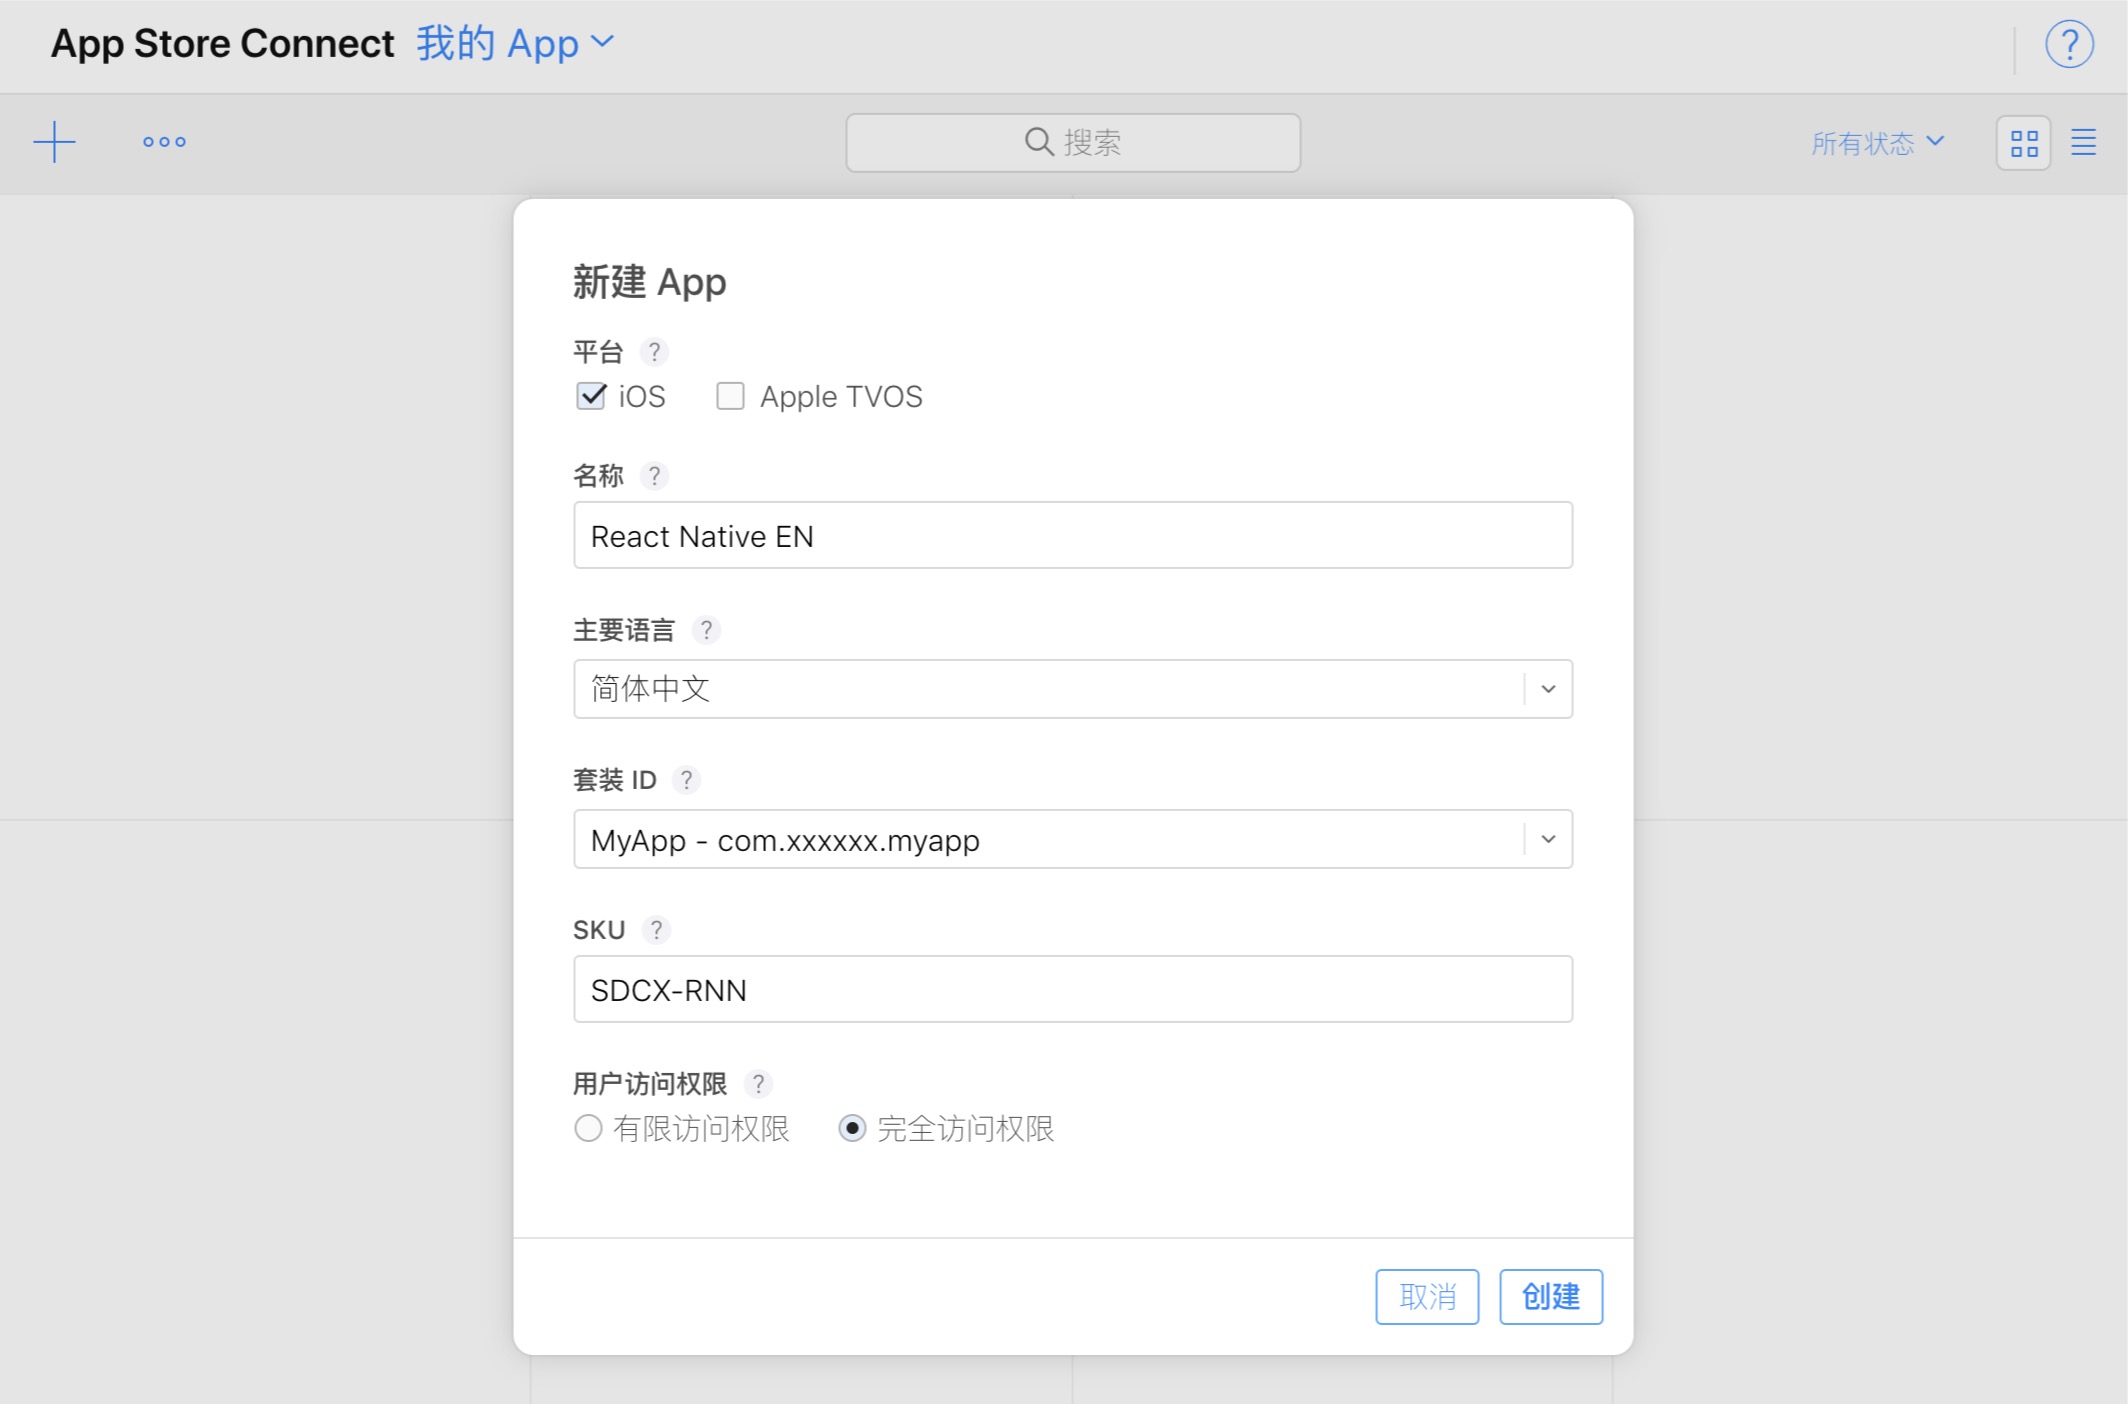 App Store Connect 我的 App
搜索
所有状态
新建 App
平台 ?
iOS Apple TVOS
名称 ?
React Native EN
主要语言 ?
简体中文
套装 ID ?
MyApp - com.xxxxxx.myapp
SKU ?
SDCX-RNN
用户访问权限 ?
有限访问权限 完全访问权限
取消 创建